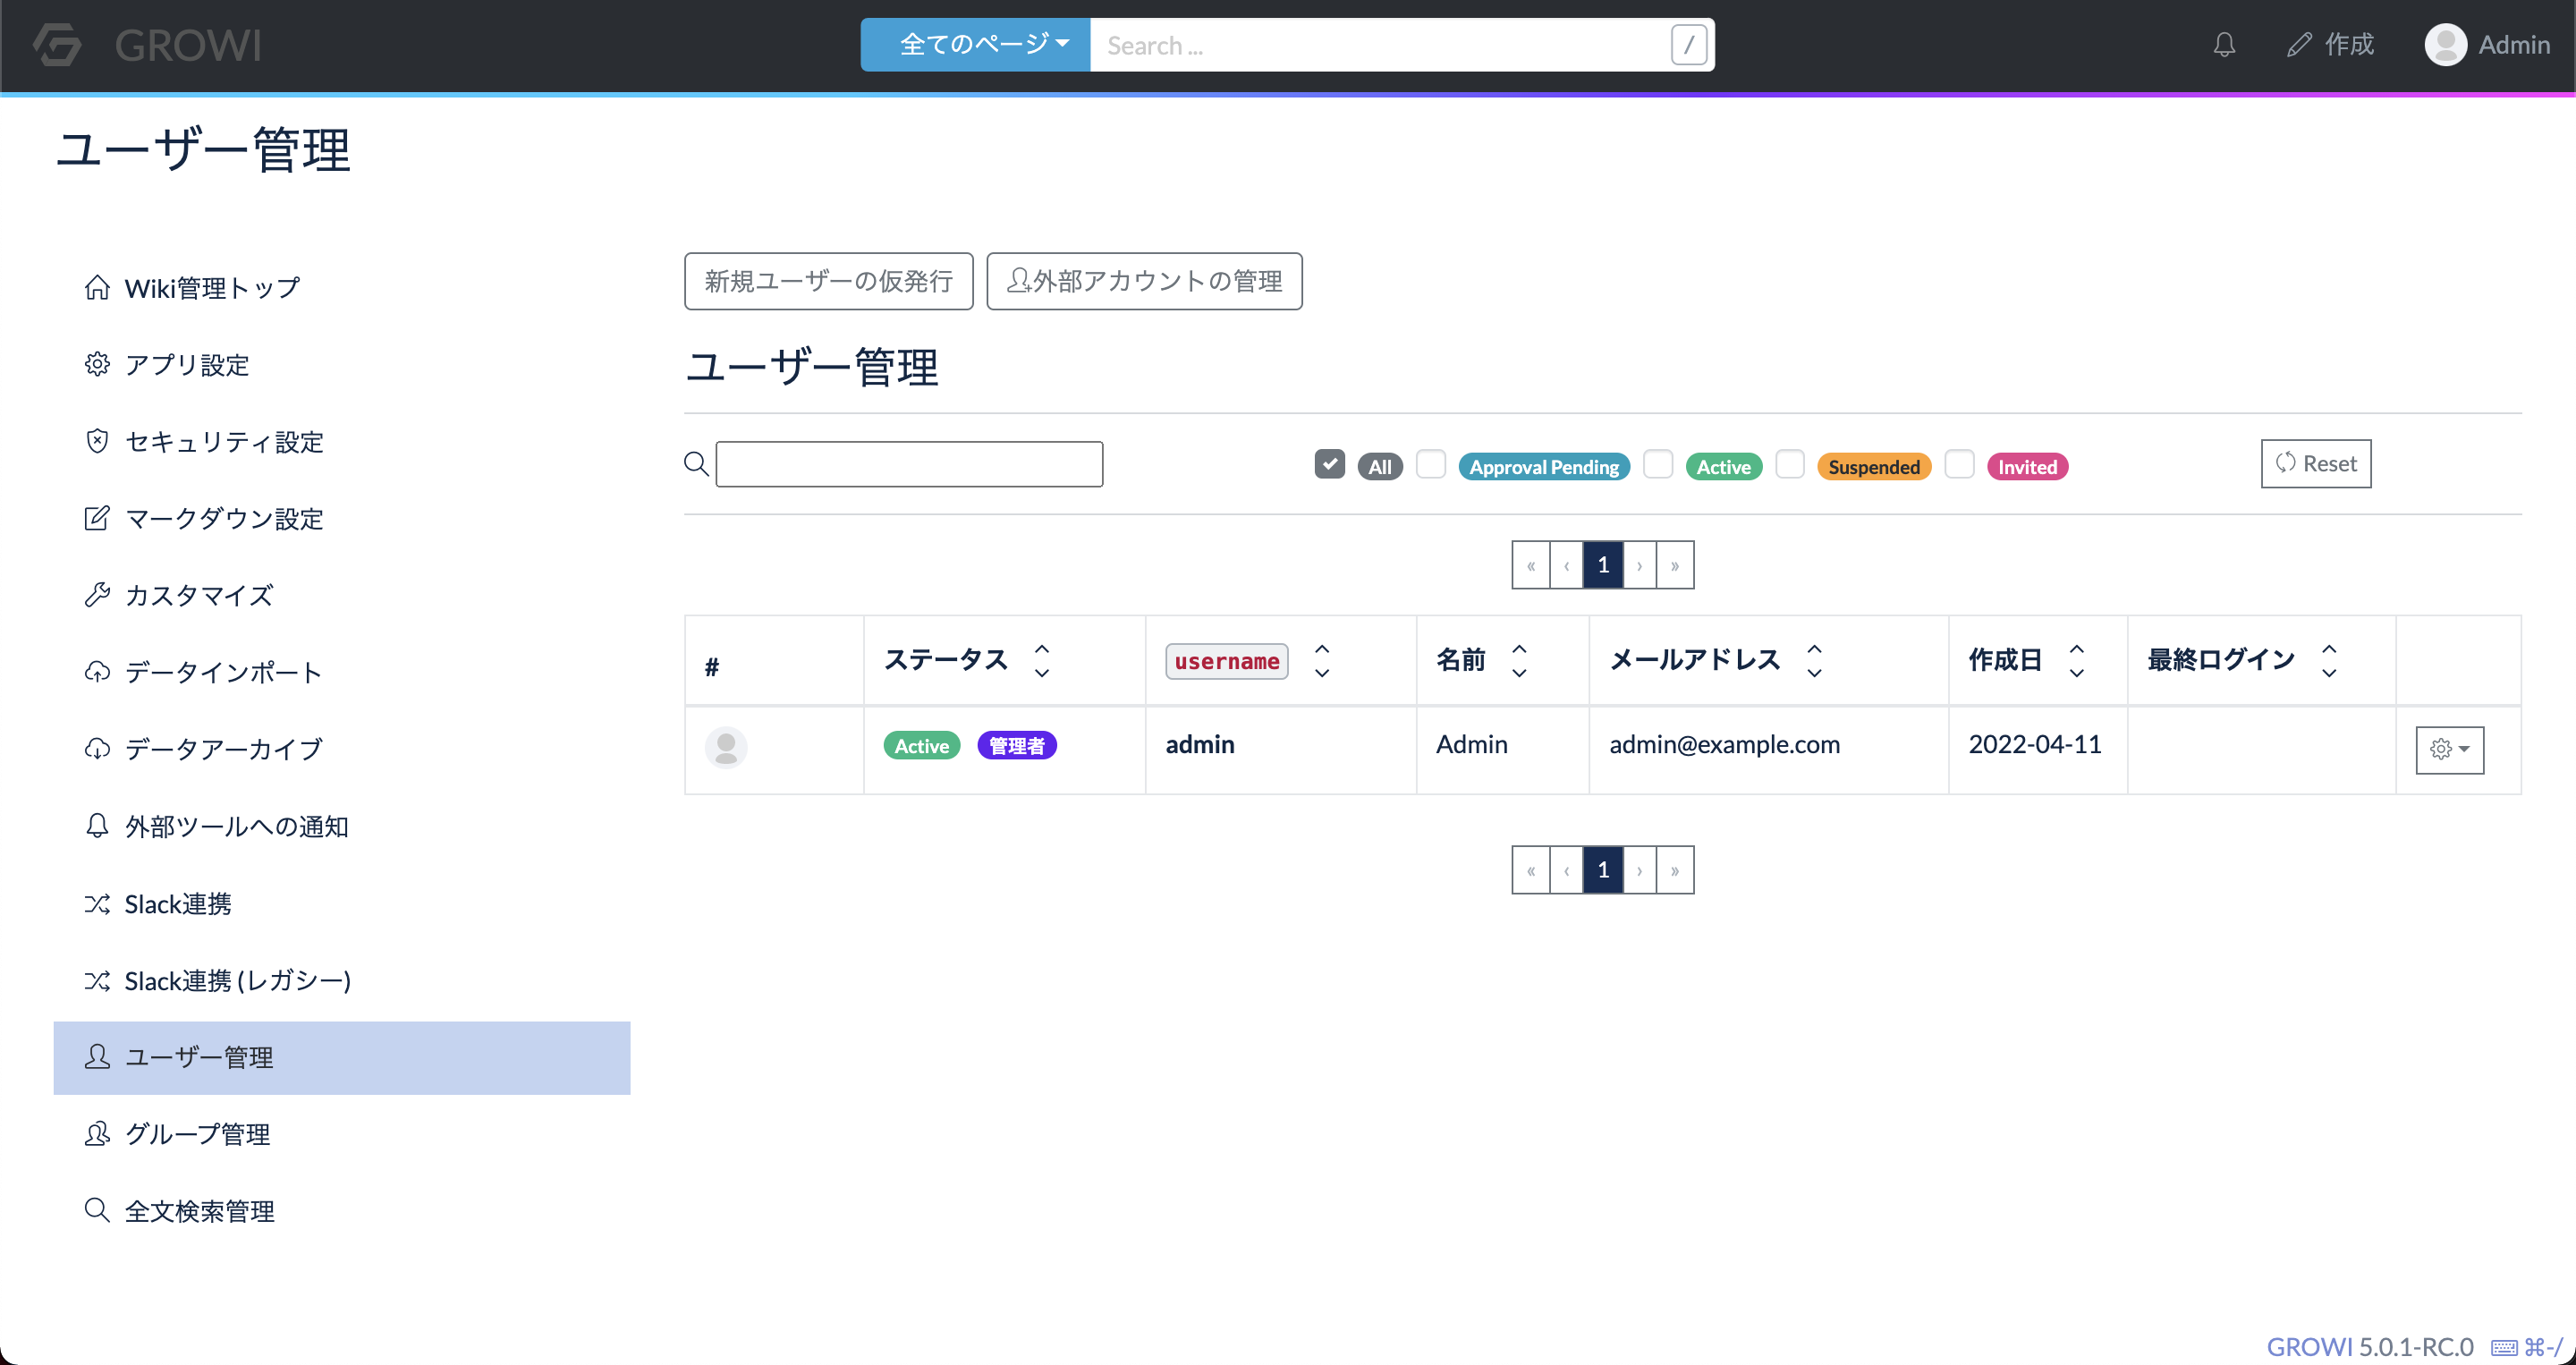 GROWI 全てのページ Search ... / 作成 Admin
ユーザー管理
Wiki管理トップ
アプリ設定
セキュリティ設定
マークダウン設定
カスタマイズ
データインポート
データアーカイブ
外部ツールへの通知
Slack連携
Slack連携 (レガシー)
ユーザー管理
グループ管理
全文検索管理
新規ユーザーの仮発行 外部アカウントの管理
ユーザー管理
All Approval Pending Active Suspended Invited Reset
« ‹ 1 › »
# ステータス username 名前 メールアドレス 作成日 最終ログイン
Active 管理者 admin Admin admin@example.com 2022-04-11
« ‹ 1 › »
GROWI 5.0.1-RC.0 ⌘-/